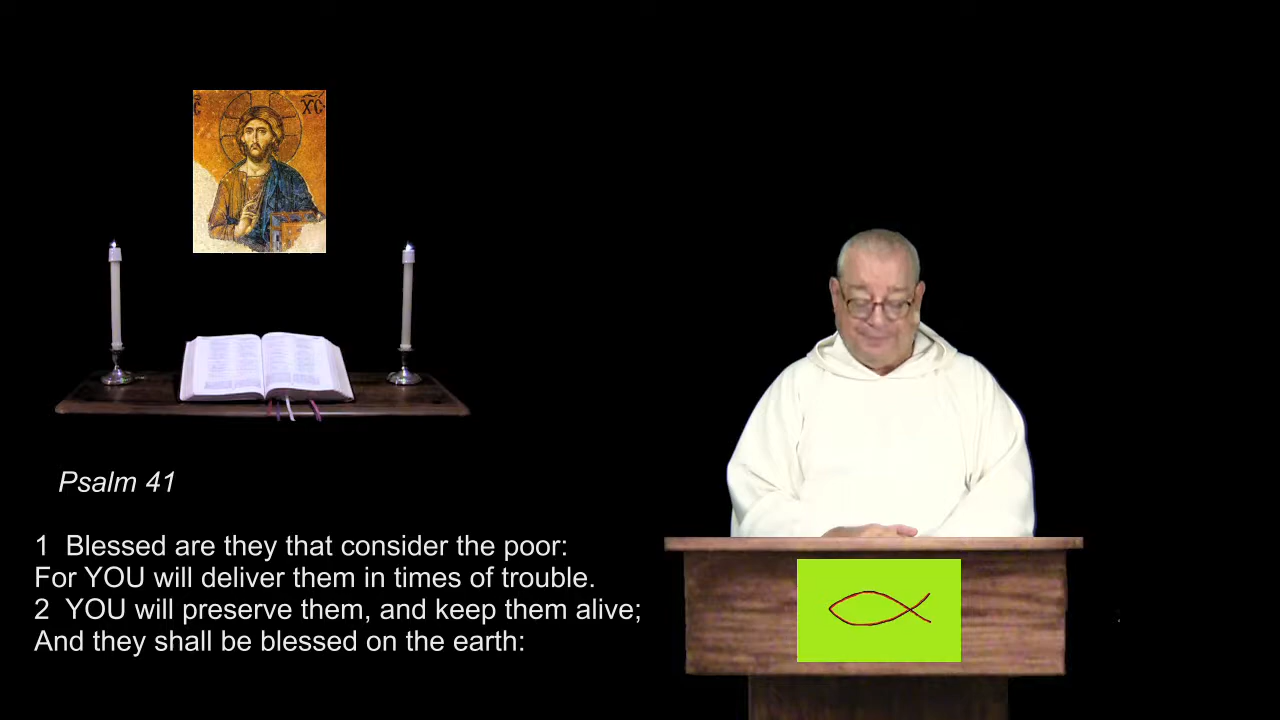 XC
Psalm 41
1 Blessed are they that consider the poor:
For YOU will deliver them in times of trouble.
2 YOU will preserve them, and keep them alive;
And they shall be blessed on the earth: